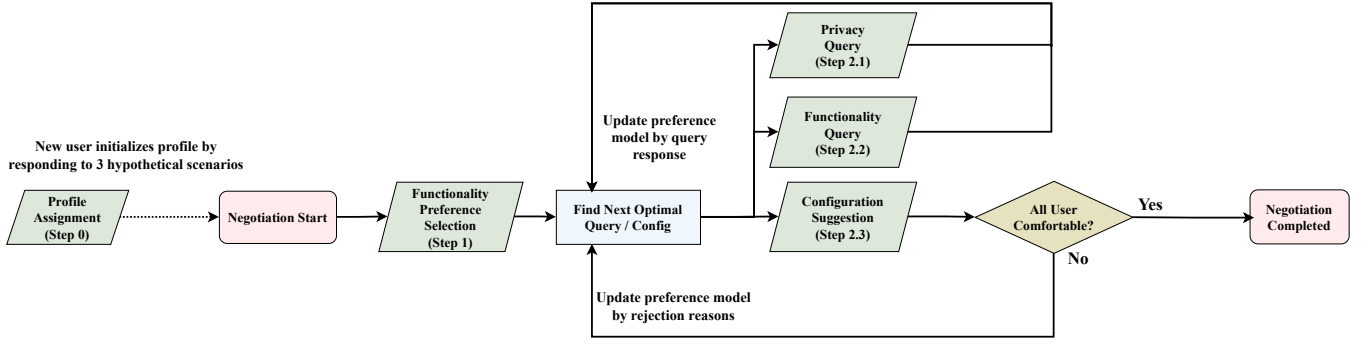 New user initializes profile by
responding to 3 hypothetical scenarios
Profile
Assignment
(Step 0)
Negotiation Start
Functionality
Preference
Selection
(Step 1)
Find Next Optimal
Query / Config
Update preference
model by query
response
Update preference model
by rejection reasons
Privacy
Query
(Step 2.1)
Functionality
Query
(Step 2.2)
Configuration
Suggestion
(Step 2.3)
All User
Comfortable?
Yes
No
Negotiation
Completed